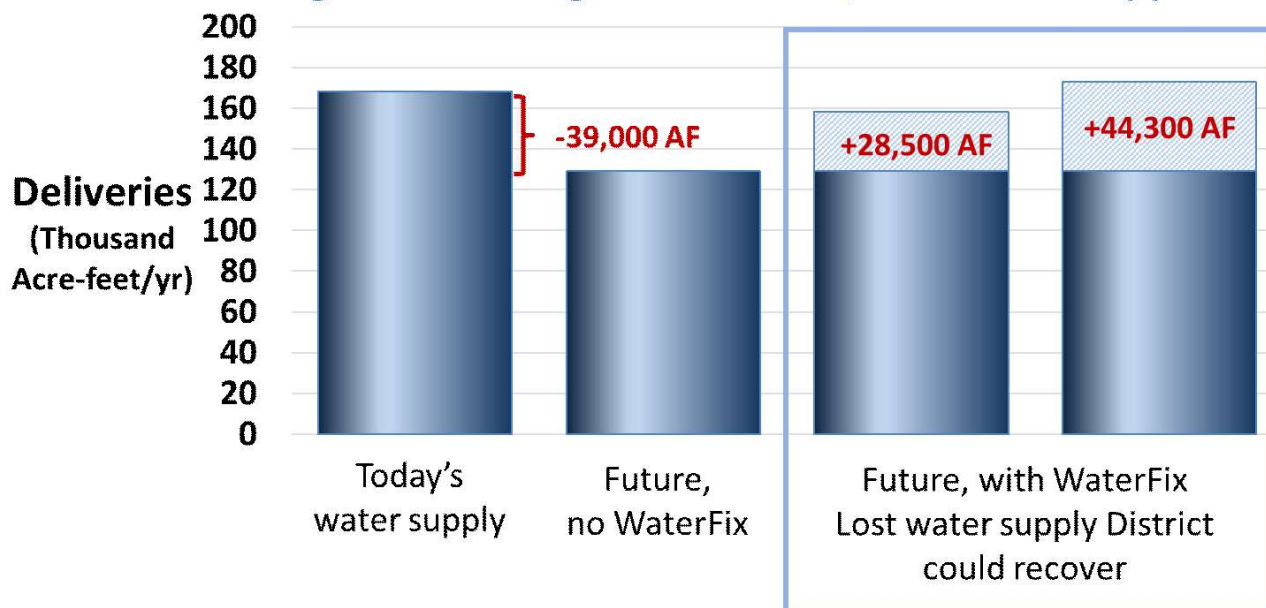 200
180
160
140
120
100
80
60
40
20
0
Deliveries
(Thousand
Acre-feet/yr)
-39,000 AF
+28,500 AF
+44,300 AF
Today's
water supply
Future,
no WaterFix
Future, with WaterFix
Lost water supply District
could recover